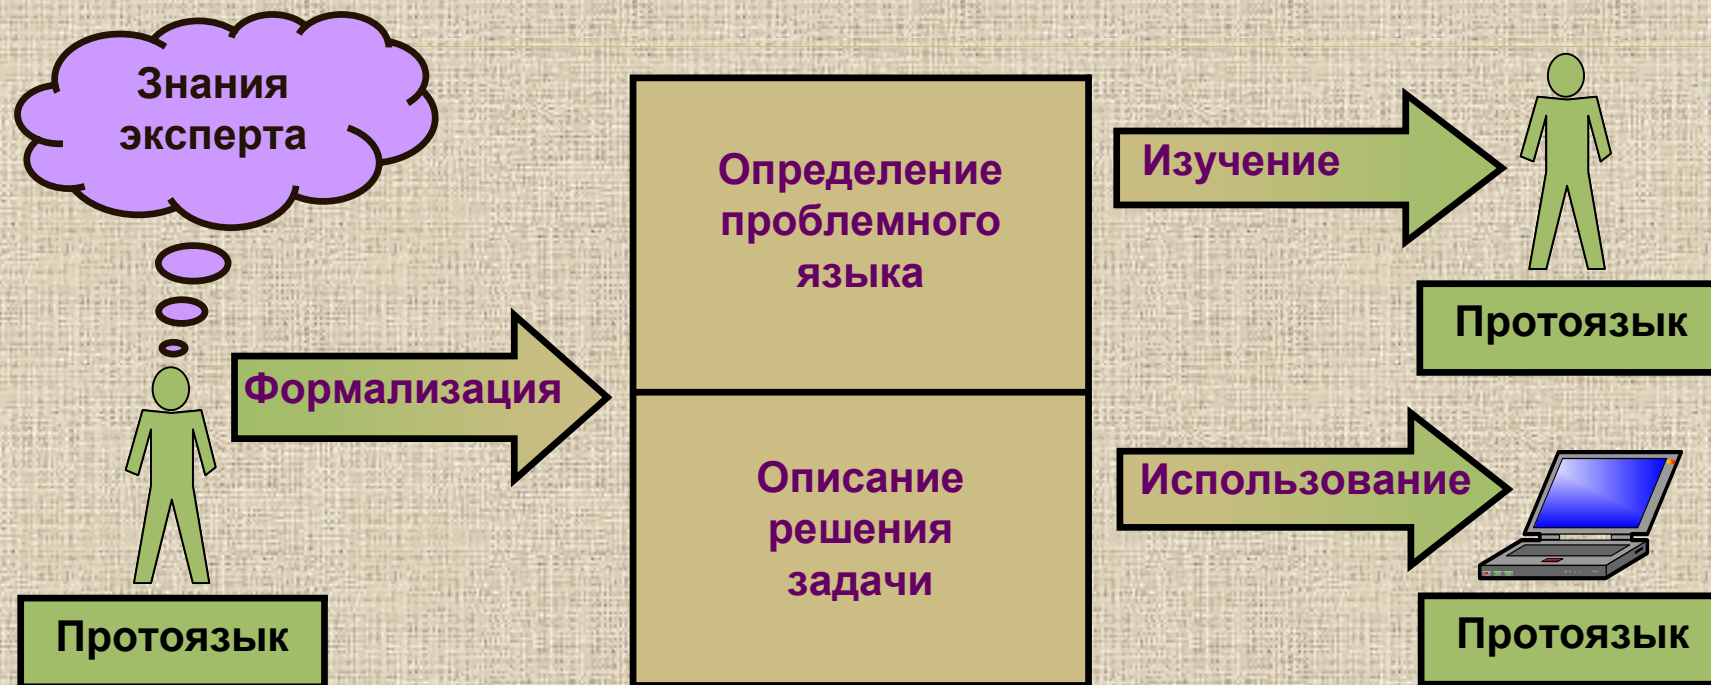 Знания
эксперта
Формализация
Протоязык
Определение
проблемного
языка
Описание
решения
задачи
Изучение
Протоязык
Использование
Протоязык